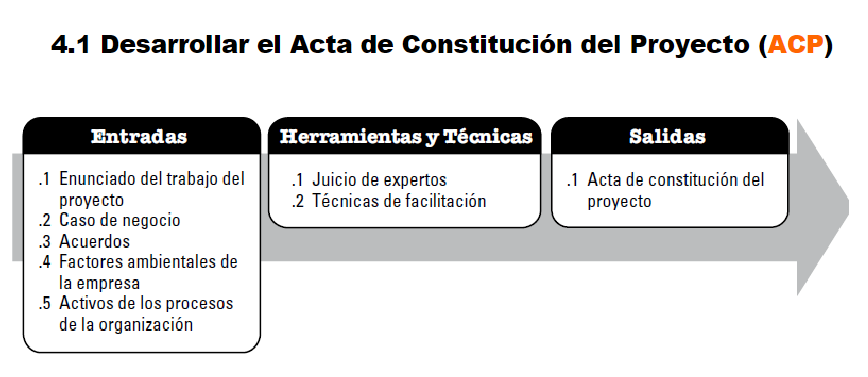 4.1 Desarrollar el Acta de Constitución del Proyecto (ACP)
Entradas
.1 Enunciado del trabajo del
proyecto
.2 Caso de negocio
.3 Acuerdos
.4 Factores ambientales de
la empresa
.5 Activos de los procesos
de la organización
Herramientas y Técnicas
.1 Juicio de expertos
.2 Técnicas de facilitación
Salidas
.1 Acta de constitución del
proyecto